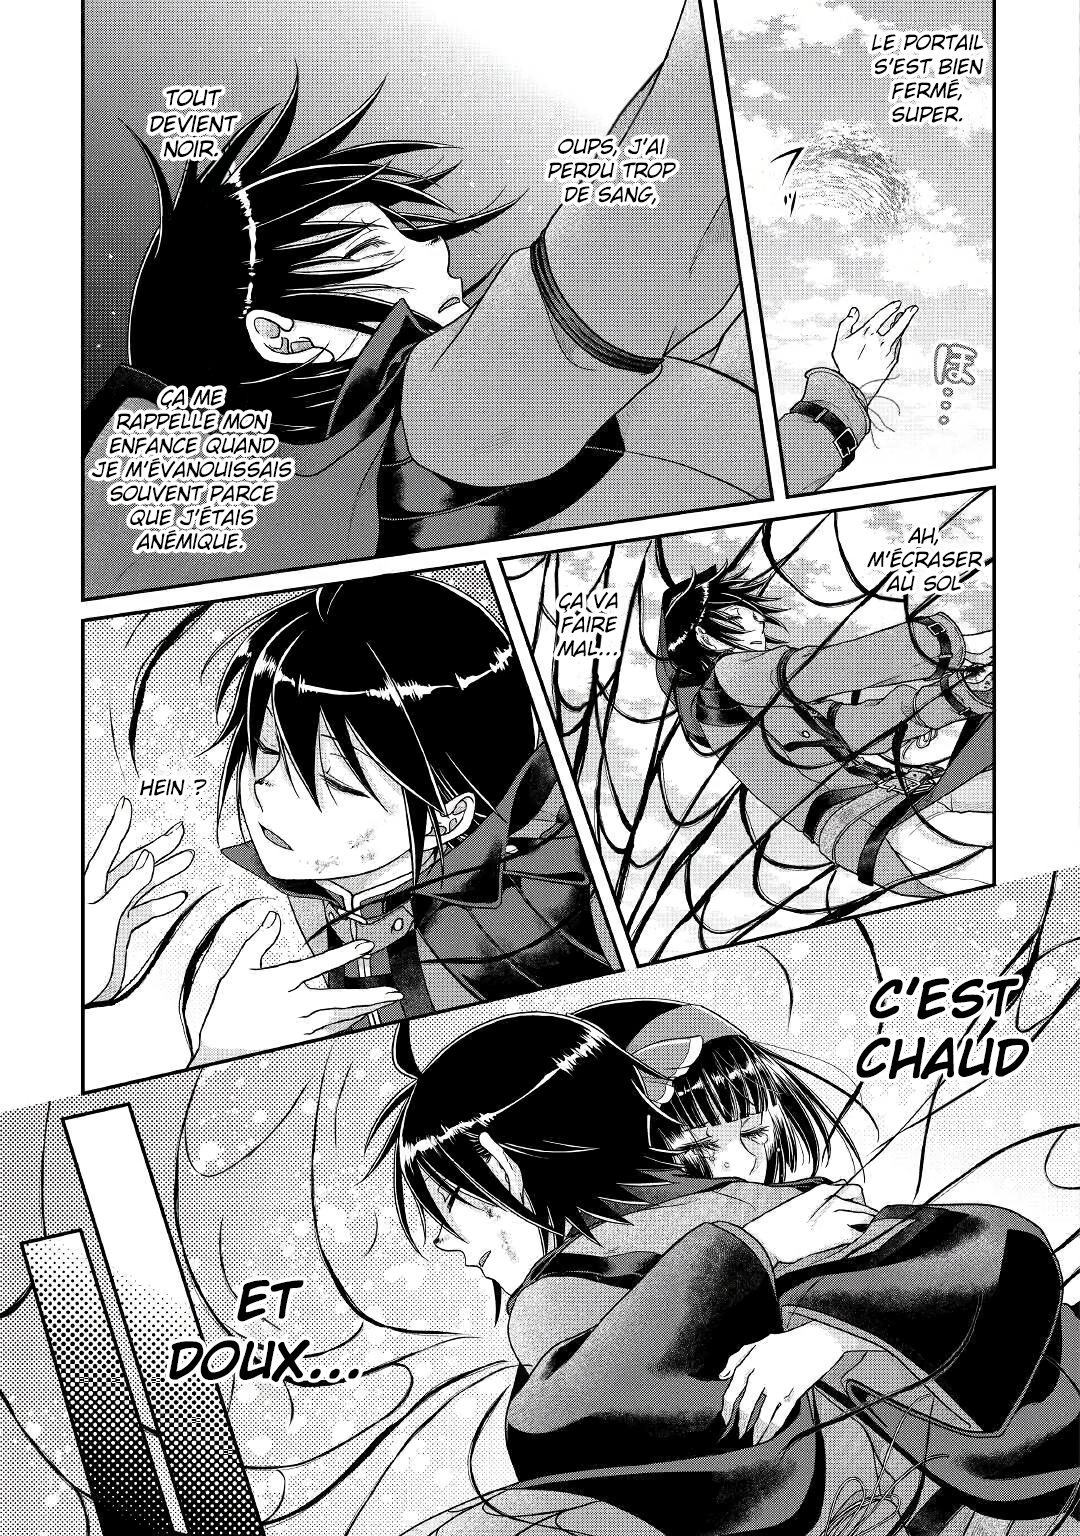 LE PORTAIL
S'EST BIEN
FERMÉ,
SUPER.
ッ
ほ...
OUPS, J'AI
PERDU TROP
DE SANG,
TOUT
DEVIENT
NOIR.
ÇA ME
RAPPELLE MON
ENFANCE QUAND
JE M'ÉVANOUISSAIS
SOUVENT PARCE
QUE J'ÉTAIS
ANÉMIQUE.
AH,
M'ÉCRASER
AU SOL
ÇA VA
FAIRE
MAL...
HEIN ?
C'EST
CHAUD
ET
DOUX...